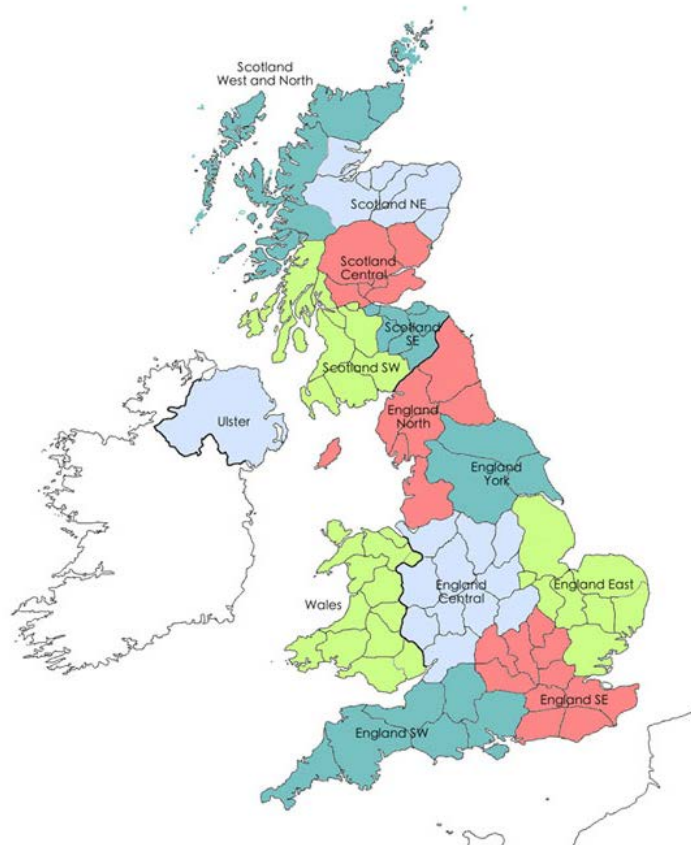 Scotland
West and North
Scotland NE
Scotland
Central
Scotland
SE
Scotland SW
Ulster
England
North
England
York
Wales
England
Central
England East
England SE
England SW